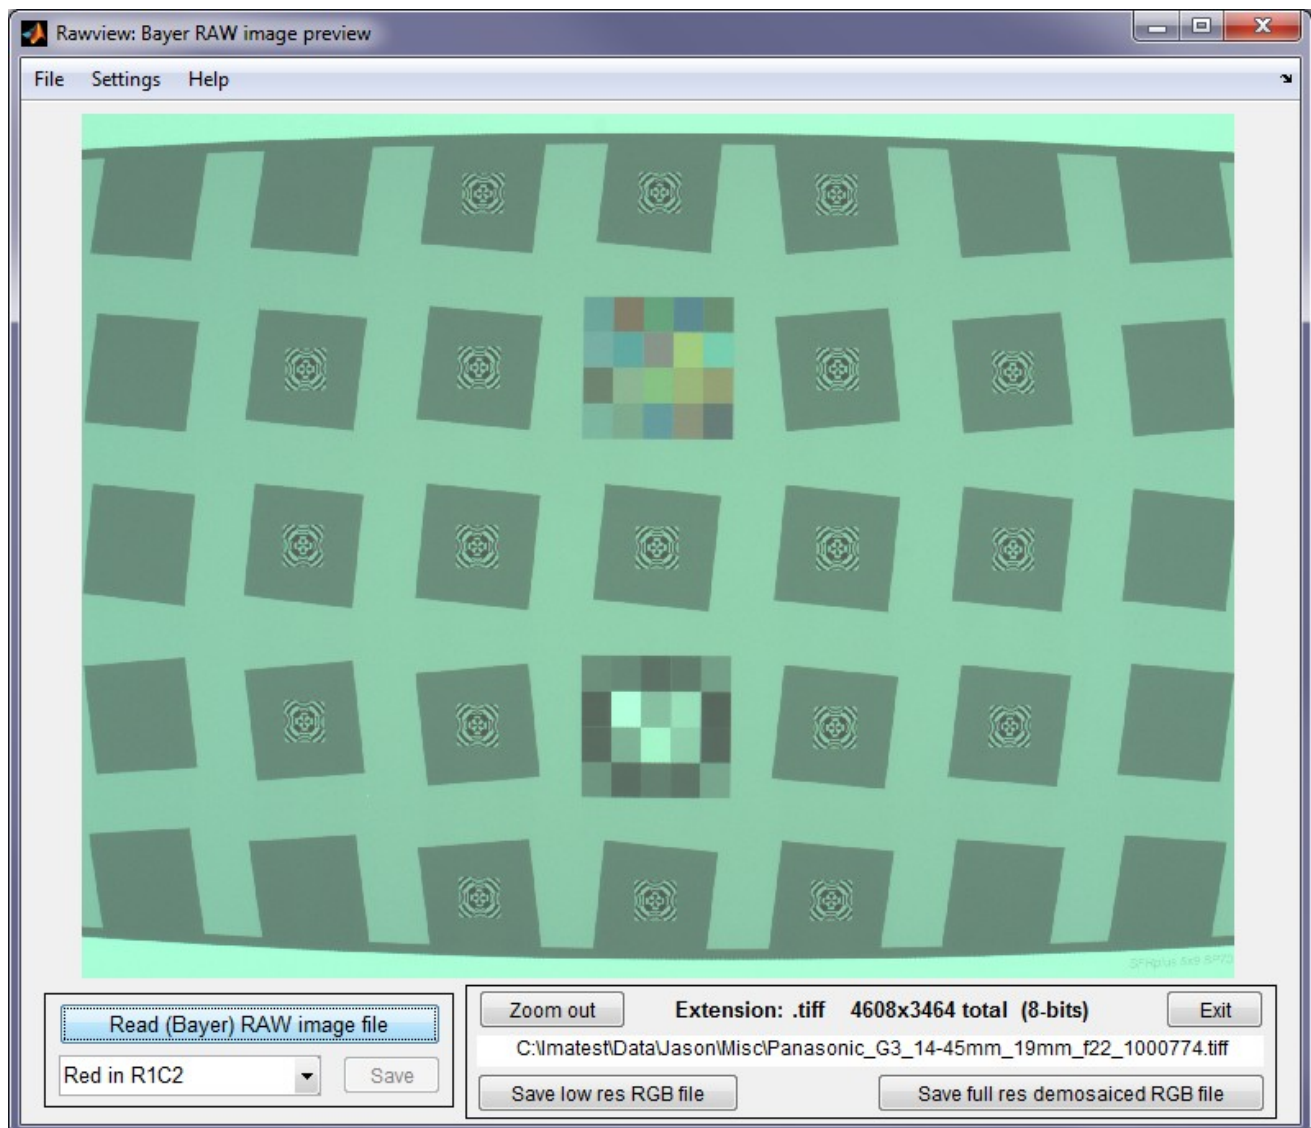 Rawview: Bayer RAW image preview
File Settings Help
SFRplus 5x9
Read (Bayer) RAW image file
Red in R1C2
Save
Zoom out
Extension: .tiff 4608x3464 total (8-bits)
Exit
C:\Imatest\Data\Jason\Misc\Panasonic_G3_14-45mm_19mm_f22_1000774.tiff
Save low res RGB file
Save full res demosaiced RGB file